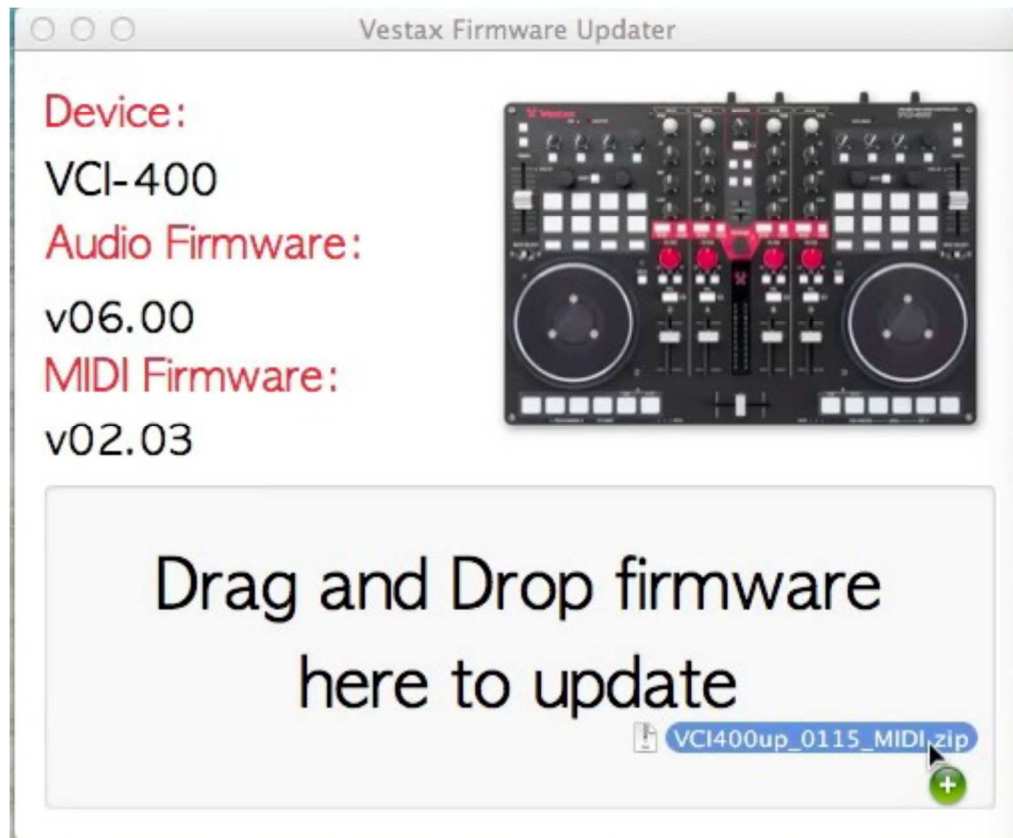 Vestax Firmware Updater
Device:
VCI-400
Audio Firmware:
v06.00
MIDI Firmware:
v02.03
Vestax
Drag and Drop firmware
here to update
VCI400up_0115_MIDI.zip